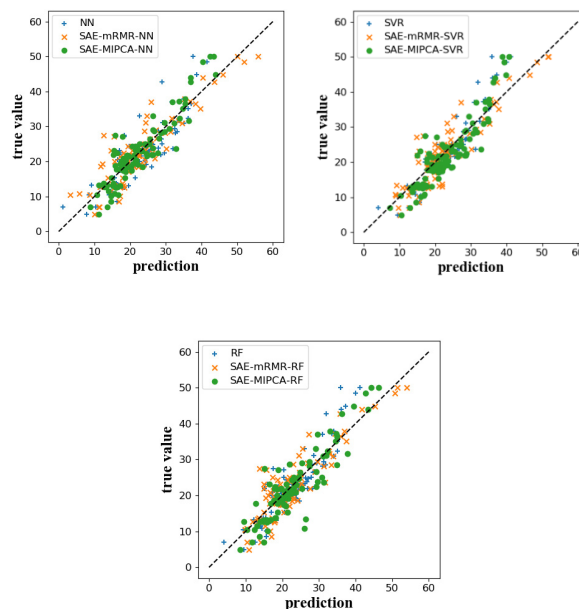 NN
SAE-mRMR-NN
SAE-MIPCA-NN
60
50
40
30
20
10
0
true value
0 10 20 30 40 50 60
prediction
SVR
SAE-mRMR-SVR
SAE-MIPCA-SVR
60
50
40
30
20
10
0
true value
0 10 20 30 40 50 60
prediction
RF
SAE-mRMR-RF
SAE-MIPCA-RF
60
50
40
30
20
10
0
true value
0 10 20 30 40 50 60
prediction